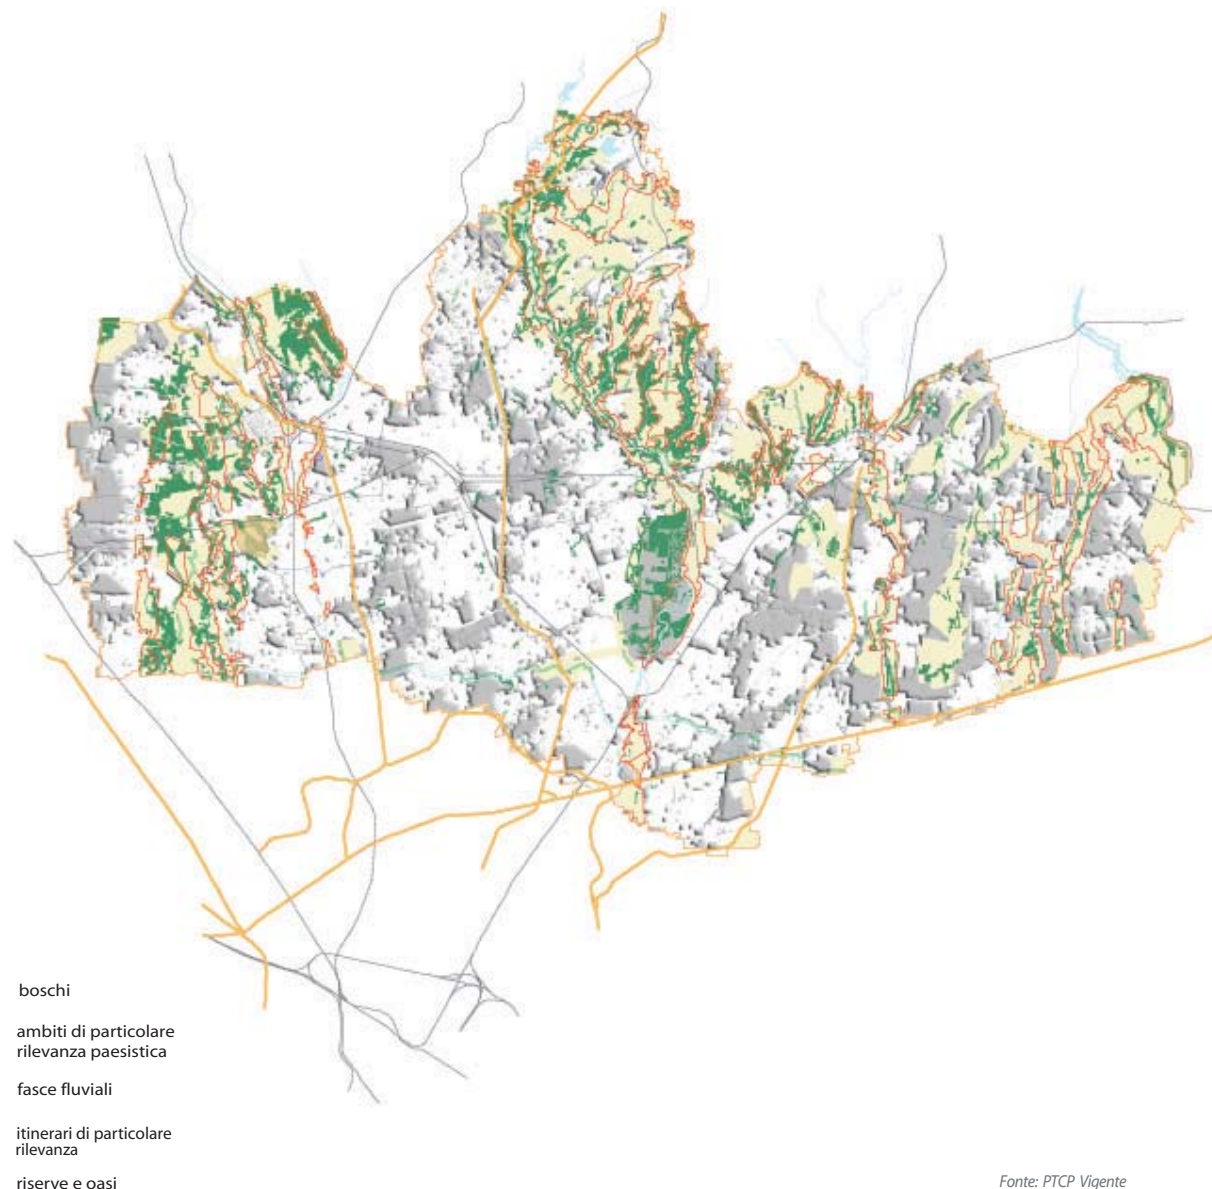 boschi
ambiti di particolare
rilevanza paesistica
fasce fluviali
itinerari di particolare
rilevanza
riserve e oasi
Fonte: PTCP Vigente